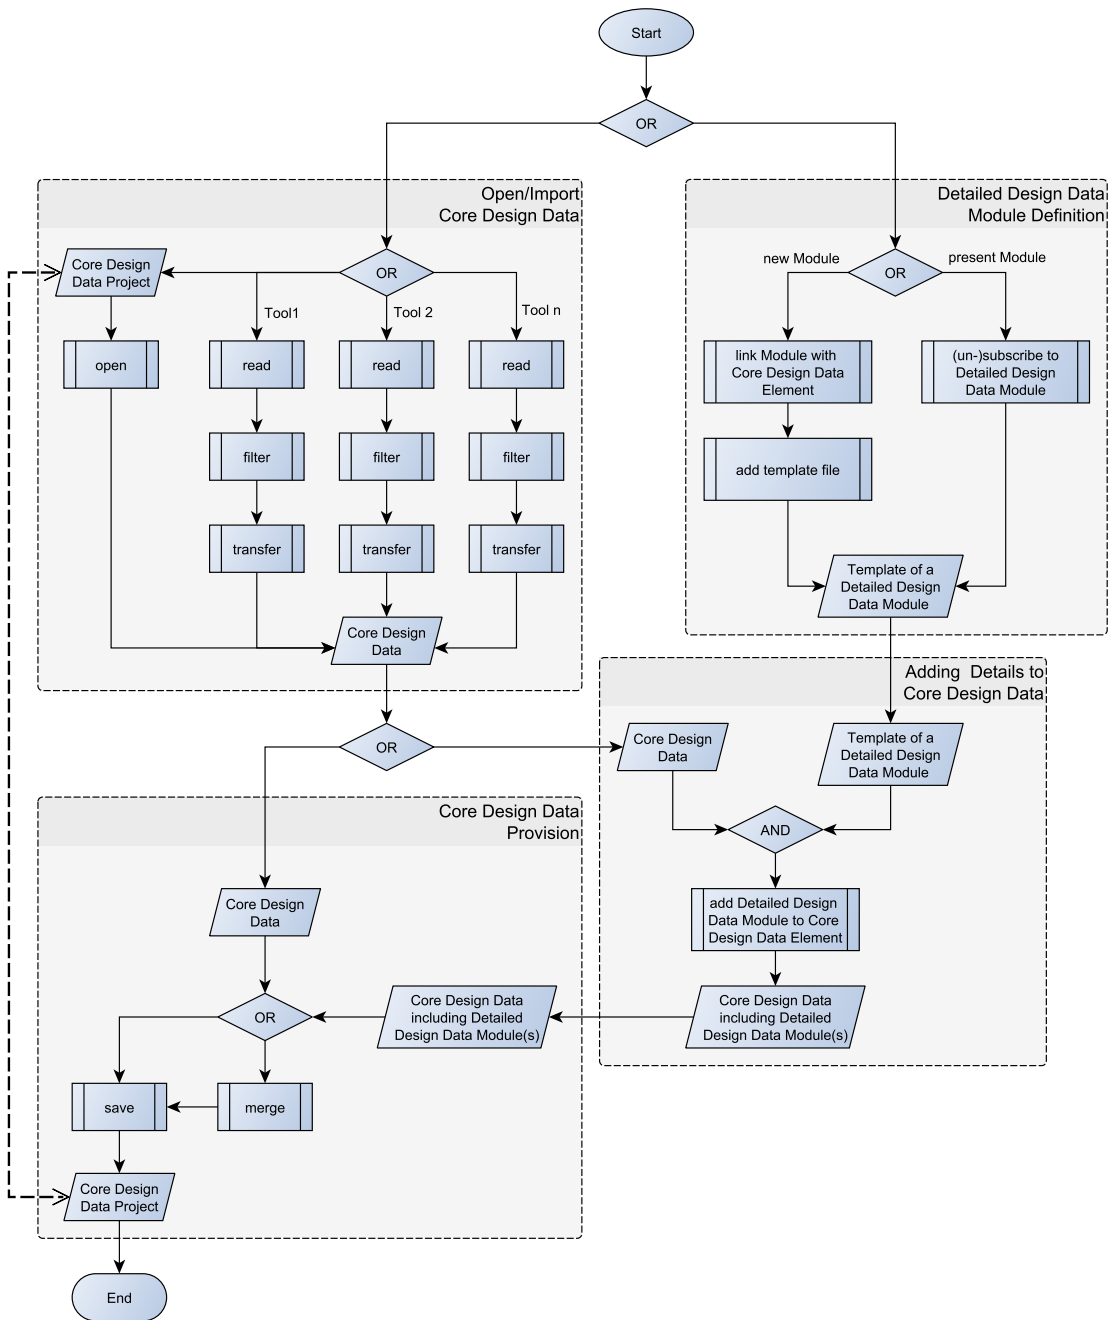 Start
OR
Open/Import
Core Design Data
Core Design
Data Project
OR
Tool1
Tool 2
Tool n
open
read
read
read
filter
filter
filter
transfer
transfer
transfer
Core Design
Data
Detailed Design Data
Module Definition
new Module
OR
present Module
link Module with
Core Design Data
Element
(un-)subscribe to
Detailed Design
Data Module
add template file
Template of a
Detailed Design
Data Module
OR
Adding Details to
Core Design Data
Core Design
Data
Template of a
Detailed Design
Data Module
AND
add Detailed Design
Data Module to Core
Design Data Element
Core Design Data
including Detailed
Design Data Module(s)
Core Design Data
Provision
Core Design
Data
OR
Core Design Data
including Detailed
Design Data Module(s)
save
merge
Core Design
Data Project
End